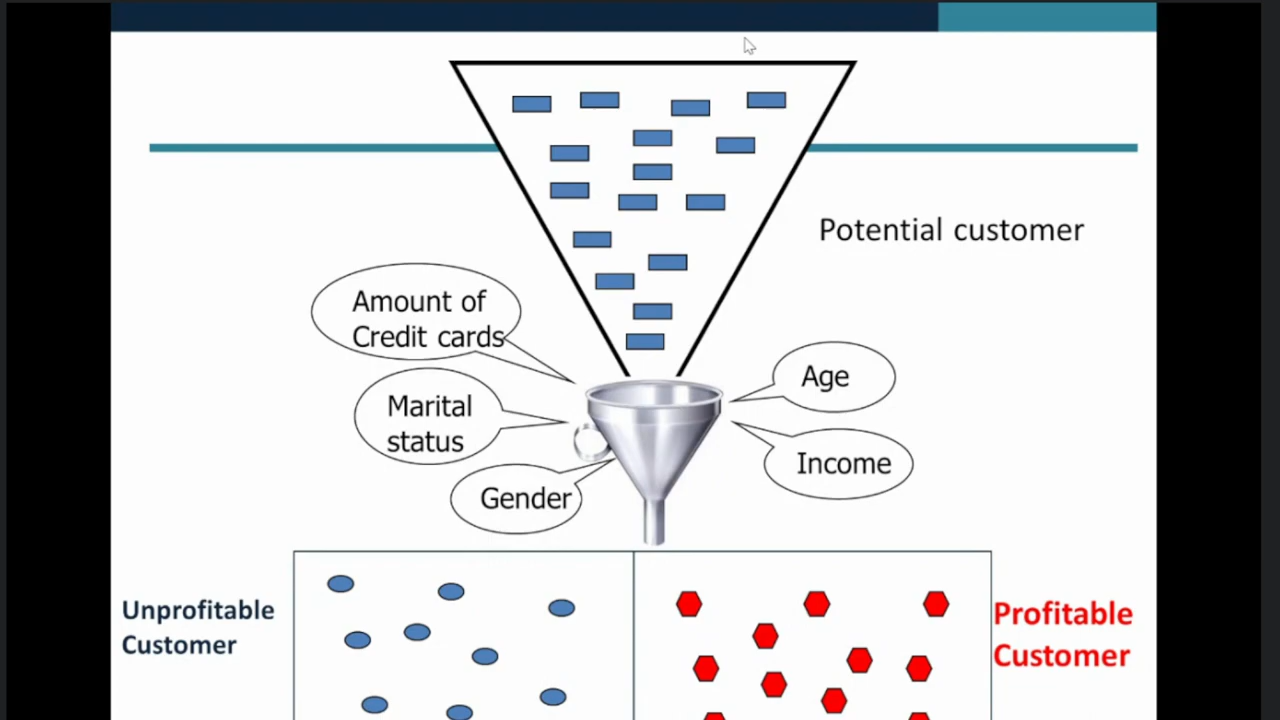 Potential customer
Amount of
Credit cards
Marital
status
Gender
Age
Income
Unprofitable
Customer
Profitable
Customer